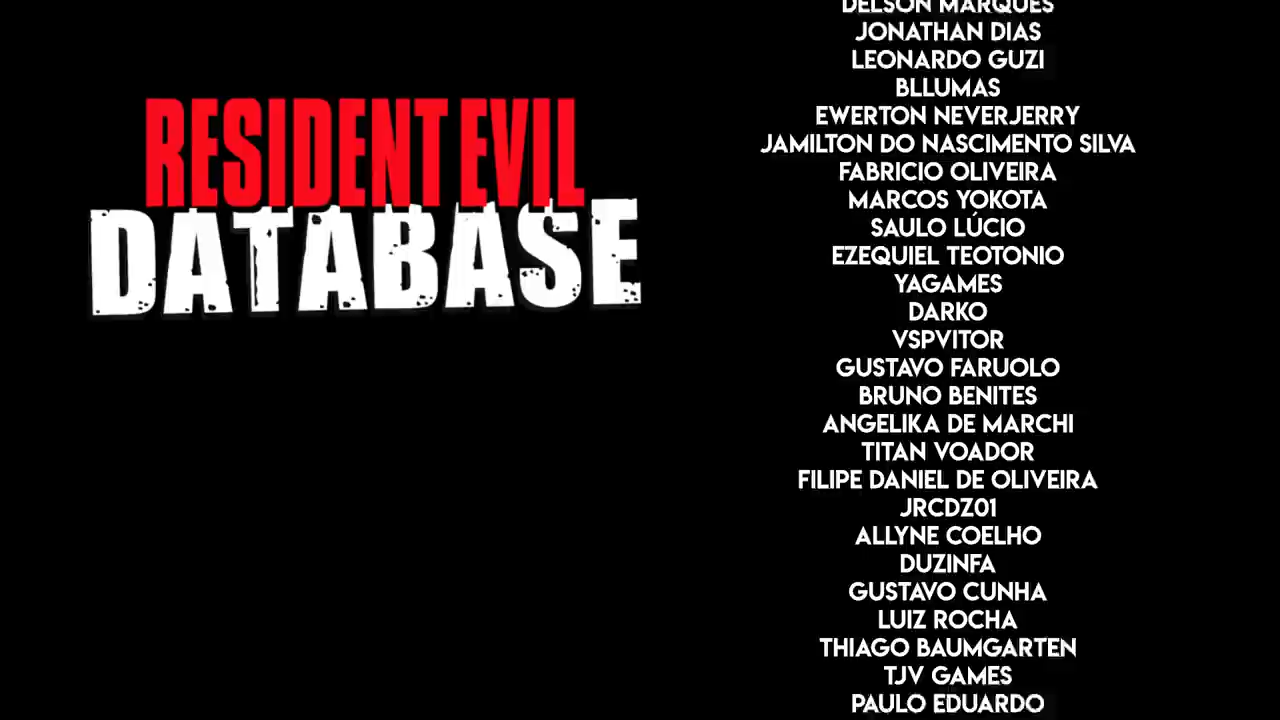 RESIDENT EVIL
DATABASE
DELSON MARQUES
JONATHAN DIAS
LEONARDO GUZI
BLLUMAS
EWERTON NEVERJERRY
JAMILTON DO NASCIMENTO SILVA
FABRICIO OLIVEIRA
MARCOS YOKOTA
SAULO LÚCIO
EZEQUIEL TEOTONIO
YAGAMES
DARKO
VSPVITOR
GUSTAVO FARUOLO
BRUNO BENITES
ANGELIKA DE MARCHI
TITAN VOADOR
FILIPE DANIEL DE OLIVEIRA
JRCDZ01
ALLYNE COELHO
DUZINFA
GUSTAVO CUNHA
LUIZ ROCHA
THIAGO BAUMGARTEN
TJV GAMES
PAULO EDUARDO